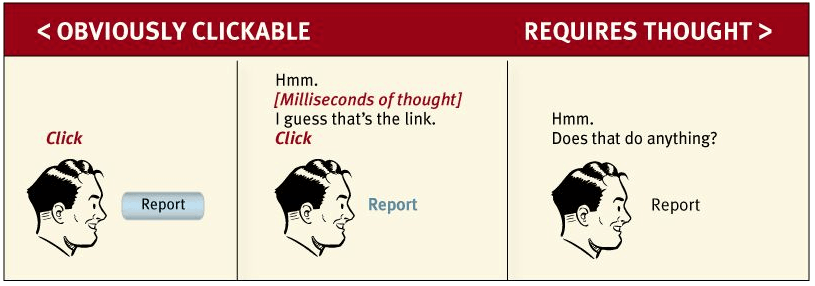 < OBVIOUSLY CLICKABLE
REQUIRES THOUGHT >
Click
Report
Hmm.
[Milliseconds of thought]
I guess that's the link.
Click
Report
Hmm.
Does that do anything?
Report